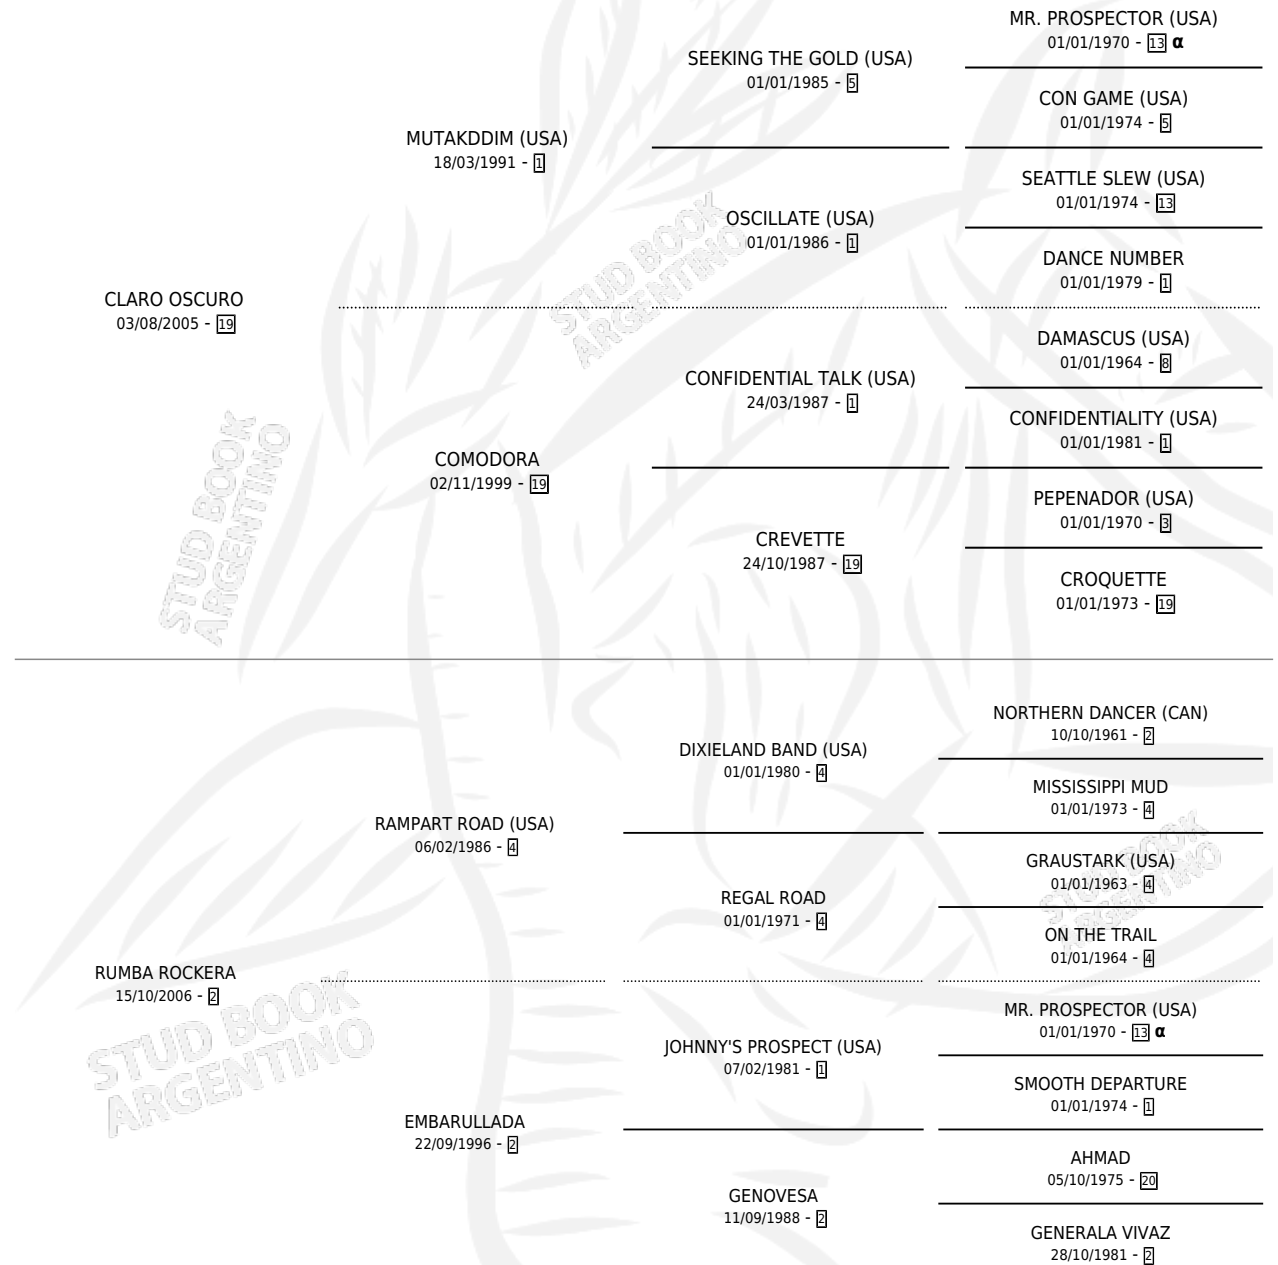 CLARO OSCURO
03/08/2005 - 19
MUTAKDDIM (USA)
18/03/1991 - 1
SEEKING THE GOLD (USA)
01/01/1985 - 5
MR. PROSPECTOR (USA)
01/01/1970 - 13 α
CON GAME (USA)
01/01/1974 - 5
OSCILLATE (USA)
01/01/1986 - 1
SEATTLE SLEW (USA)
01/01/1974 - 13
DANCE NUMBER
01/01/1979 - 1
COMODORA
02/11/1999 - 19
CONFIDENTIAL TALK (USA)
24/03/1987 - 1
DAMASCUS (USA)
01/01/1964 - 8
CONFIDENTIALITY (USA)
01/01/1981 - 1
CREVETTE
24/10/1987 - 19
PEPENADOR (USA)
01/01/1970 - 3
CROQUETTE
01/01/1973 - 19
RUMBA ROCKERA
15/10/2006 - 2
RAMPART ROAD (USA)
06/02/1986 - 4
DIXIELAND BAND (USA)
01/01/1980 - 4
NORTHERN DANCER (CAN)
10/10/1961 - 2
MISSISSIPPI MUD
01/01/1973 - 4
REGAL ROAD
01/01/1971 - 4
GRAUSTARK (USA)
01/01/1963 - 4
ON THE TRAIL
01/01/1964 - 4
EMBARULLADA
22/09/1996 - 2
JOHNNY'S PROSPECT (USA)
07/02/1981 - 1
MR. PROSPECTOR (USA)
01/01/1970 - 13 α
SMOOTH DEPARTURE
01/01/1974 - 1
GENOVESA
11/09/1988 - 2
AHMAD
05/10/1975 - 20
GENERALA VIVAZ
28/10/1981 - 2
STUD BOOK
ARGENTINO
STUD BOOK
ARGENTINO
STUD BOOK
ARGENTINO
STUD BOOK
ARGENTINO